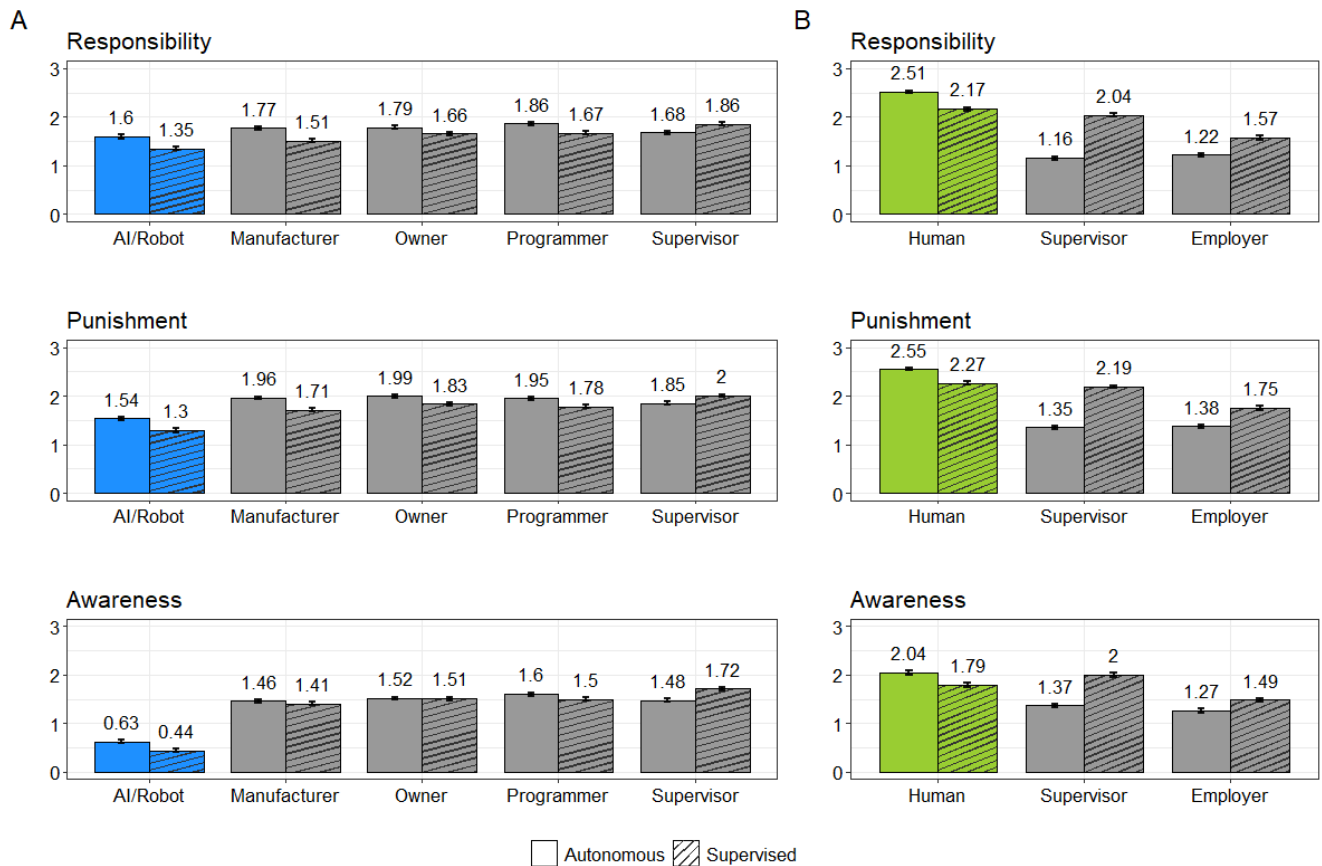 A
Responsibility
3
2
1
0
1.6 1.35 1.77 1.51 1.79 1.66 1.86 1.67 1.68 1.86
AI/Robot Manufacturer Owner Programmer Supervisor
Punishment
3
2
1
0
1.54 1.3 1.96 1.71 1.99 1.83 1.95 1.78 1.85 2
AI/Robot Manufacturer Owner Programmer Supervisor
Awareness
3
2
1
0
0.63 0.44 1.46 1.41 1.52 1.51 1.6 1.5 1.48 1.72
AI/Robot Manufacturer Owner Programmer Supervisor
B
Responsibility
3
2
1
0
2.51 2.17 1.16 2.04 1.22 1.57
Human Supervisor Employer
Punishment
3
2
1
0
2.55 2.27 1.35 2.19 1.38 1.75
Human Supervisor Employer
Awareness
3
2
1
0
2.04 1.79 1.37 2 1.27 1.49
Human Supervisor Employer
Autonomous Supervised